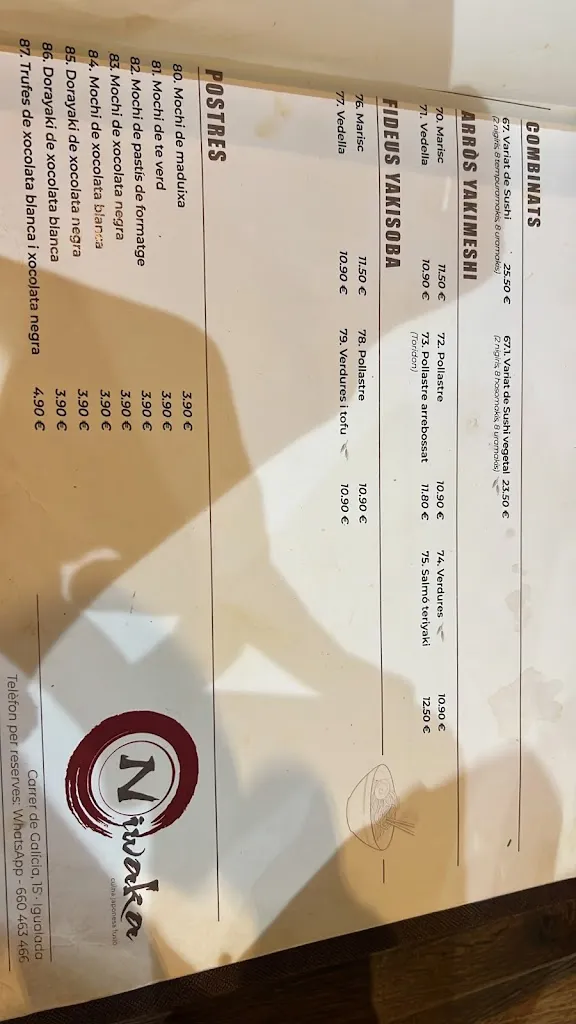 COMBINATS
67. Variat de Sushi 25.50 € 67.1. Variat de Sushi vegetal 23.50 €
(2 nigiris, 8 tempuramakis, 8 uramakis) (2 nigiris, 8 hosomakis, 8 uramakis)
ARRÒS YAKIMESHI
70. Marisc 11.50 € 72. Pollastre 10.90 € 74. Verdures 10.90 €
71. Vedella 10.90 € 73. Pollastre arrebossat 11.80 € 75. Salmó teriyaki 12.50 €
(Toridon)
FIDEUS YAKISOBA
76. Marisc 11.50 € 78. Pollastre 10.90 €
77. Vedella 10.90 € 79. Verdures i tofu 10.90 €
POSTRES
80. Mochi de maduixa 3.90 €
81. Mochi de te verd 3.90 €
82. Mochi de pastís de formatge 3.90 €
83. Mochi de xocolata negra 3.90 €
84. Mochi de xocolata blanca 3.90 €
85. Dorayaki de xocolata negra 3.90 €
86. Dorayaki de xocolata blanca 3.90 €
87. Trufes de xocolata blanca i xocolata negra 4.90 €
Niwaka
cuina japonesa fusió
Carrer de Galícia, 15 - Igualada
Telèfon per reserves: WhatsApp - 660 463 466